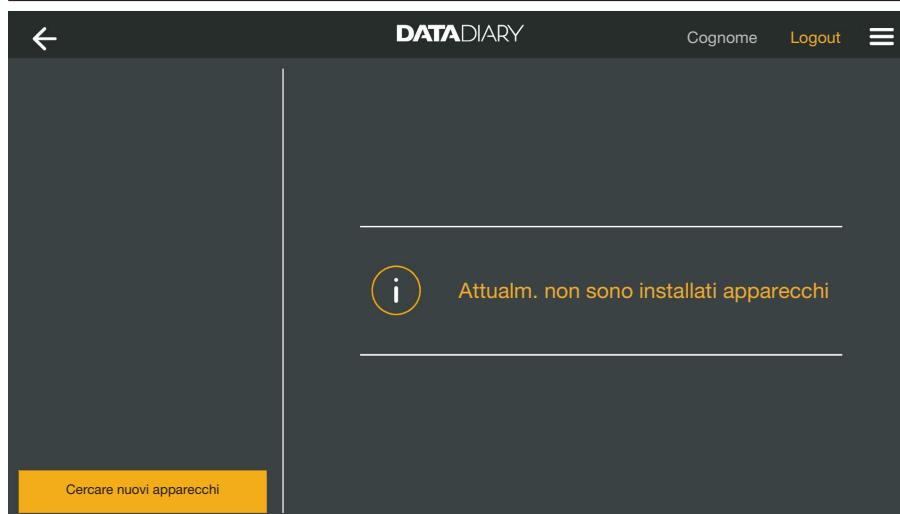 DATADIARY
Cognome
Logout
Attualm. non sono installati apparecchi
Cercare nuovi apparecchi